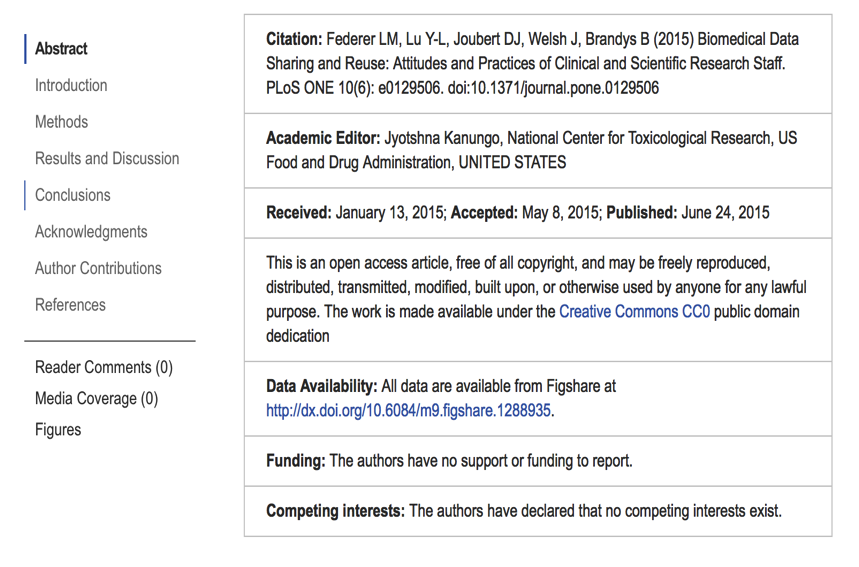 Abstract
Introduction
Methods
Results and Discussion
Conclusions
Acknowledgments
Author Contributions
References
Reader Comments (0)
Media Coverage (0)
Figures
Citation: Federer LM, Lu Y-L, Joubert DJ, Welsh J, Brandys B (2015) Biomedical Data
Sharing and Reuse: Attitudes and Practices of Clinical and Scientific Research Staff.
PLoS ONE 10(6): e0129506. doi:10.1371/journal.pone.0129506
Academic Editor: Jyotshna Kanungo, National Center for Toxicological Research, US
Food and Drug Administration, UNITED STATES
Received: January 13, 2015; Accepted: May 8, 2015; Published: June 24, 2015
This is an open access article, free of all copyright, and may be freely reproduced,
distributed, transmitted, modified, built upon, or otherwise used by anyone for any lawful
purpose. The work is made available under the Creative Commons CC0 public domain
dedication
Data Availability: All data are available from Figshare at
http://dx.doi.org/10.6084/m9.figshare.1288935.
Funding: The authors have no support or funding to report.
Competing interests: The authors have declared that no competing interests exist.